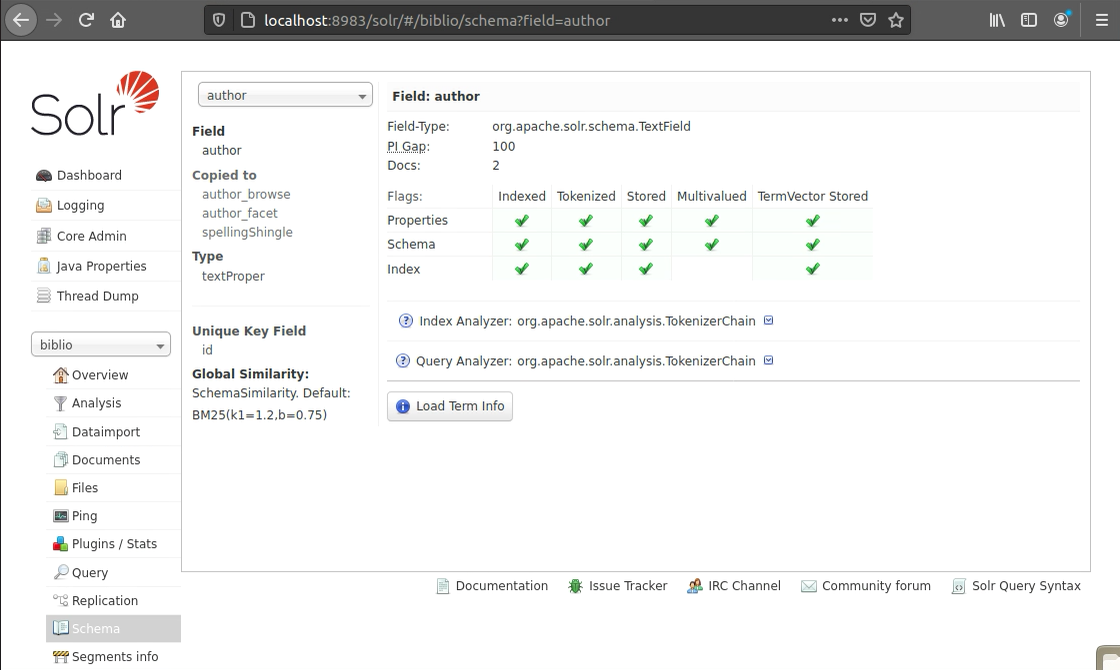 localhost:8983/solr/#/biblio/schema?field=author
Solr
Dashboard
Logging
Core Admin
Java Properties
Thread Dump
biblio
Overview
Analysis
Dataimport
Documents
Files
Ping
Plugins / Stats
Query
Replication
Schema
Segments info
author
Field
author
Copied to
author_browse
author_facet
spellingShingle
Type
textProper
Unique Key Field
id
Global Similarity:
SchemaSimilarity. Default:
BM25(k1=1.2,b=0.75)
Field: author
Field-Type: org.apache.solr.schema.TextField
PI Gap: 100
Docs: 2
Flags: Indexed Tokenized Stored Multivalued TermVector Stored
Properties
Schema
Index
Index Analyzer: org.apache.solr.analysis.TokenizerChain
Query Analyzer: org.apache.solr.analysis.TokenizerChain
Load Term Info
Documentation Issue Tracker IRC Channel Community forum Solr Query Syntax